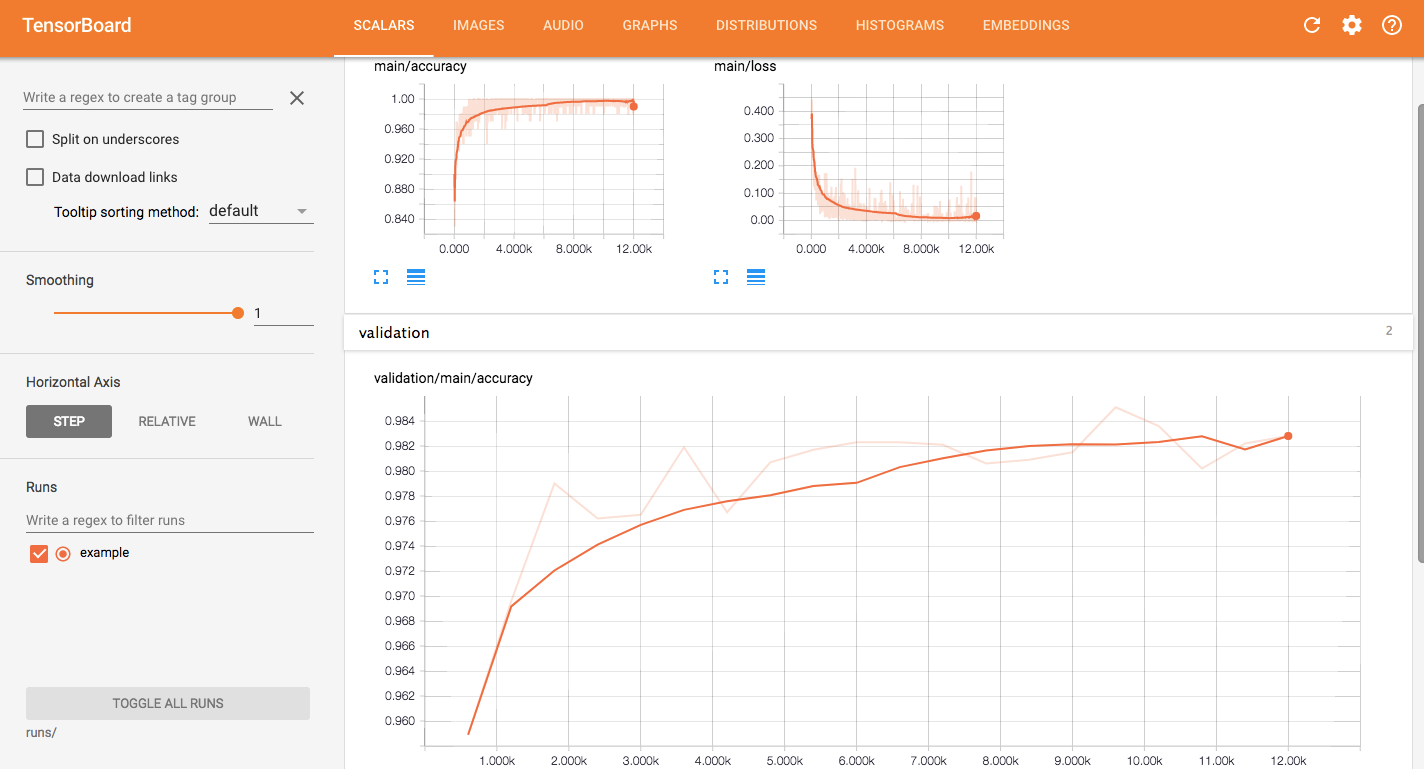 TensorBoard
SCALARS IMAGES AUDIO GRAPHS DISTRIBUTIONS HISTOGRAMS EMBEDDINGS
Write a regex to create a tag group
Split on underscores
Data download links
Tooltip sorting method: default
Smoothing
1
Horizontal Axis
STEP RELATIVE WALL
Runs
Write a regex to filter runs
example
TOGGLE ALL RUNS
runs/
main/accuracy
1.00
0.960
0.920
0.880
0.840
0.000 4.000k 8.000k 12.00k
main/loss
0.400
0.300
0.200
0.100
0.00
0.000 4.000k 8.000k 12.00k
validation 2
validation/main/accuracy
0.984
0.982
0.980
0.978
0.976
0.974
0.972
0.970
0.968
0.966
0.964
0.962
0.960
1.000k 2.000k 3.000k 4.000k 5.000k 6.000k 7.000k 8.000k 9.000k 10.00k 11.00k 12.00k